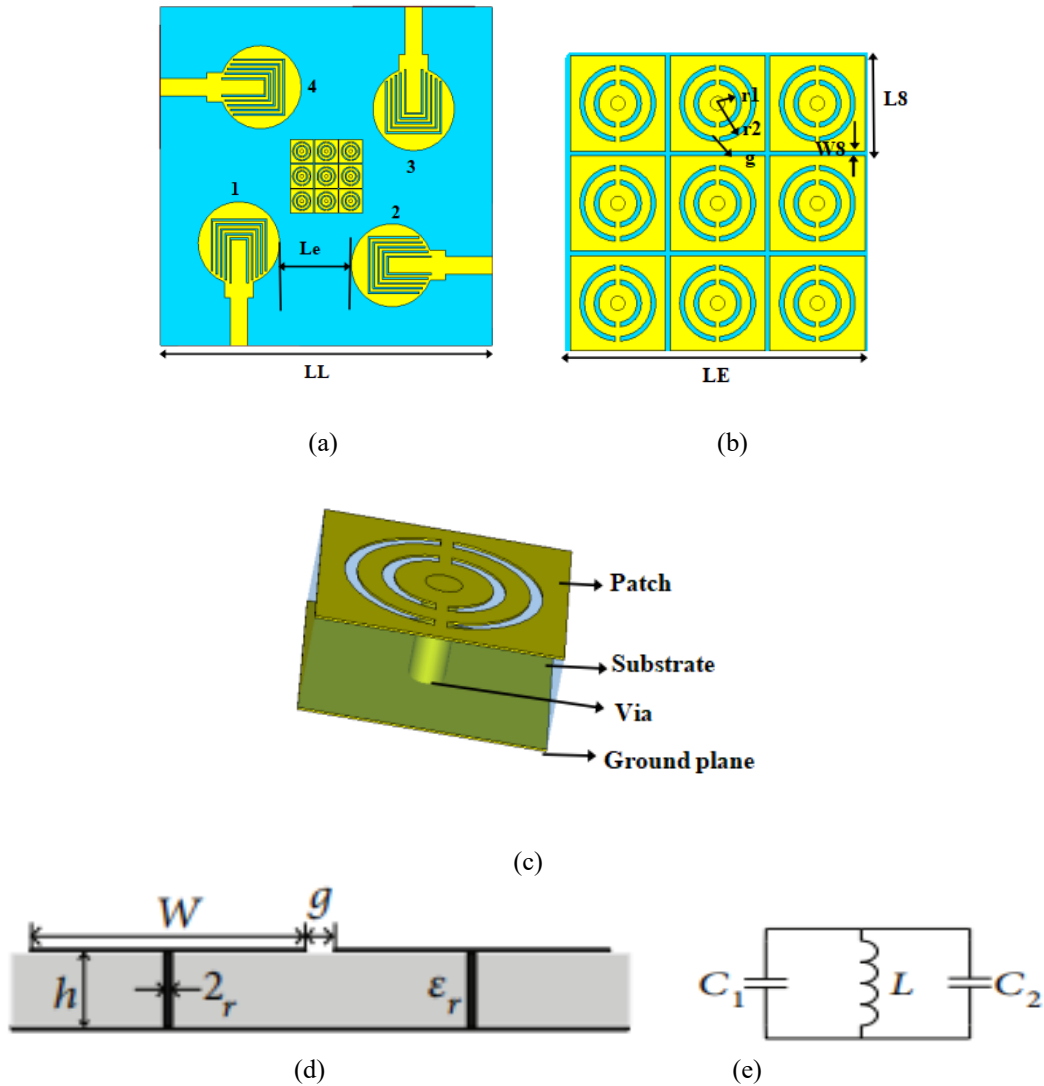 4
3
1
2
Le
LL
(a)
r1
r2
g
W8
L8
LE
(b)
Patch
Substrate
Via
Ground plane
(c)
W
g
h
2r
εr
(d)
C1
L
C2
(e)